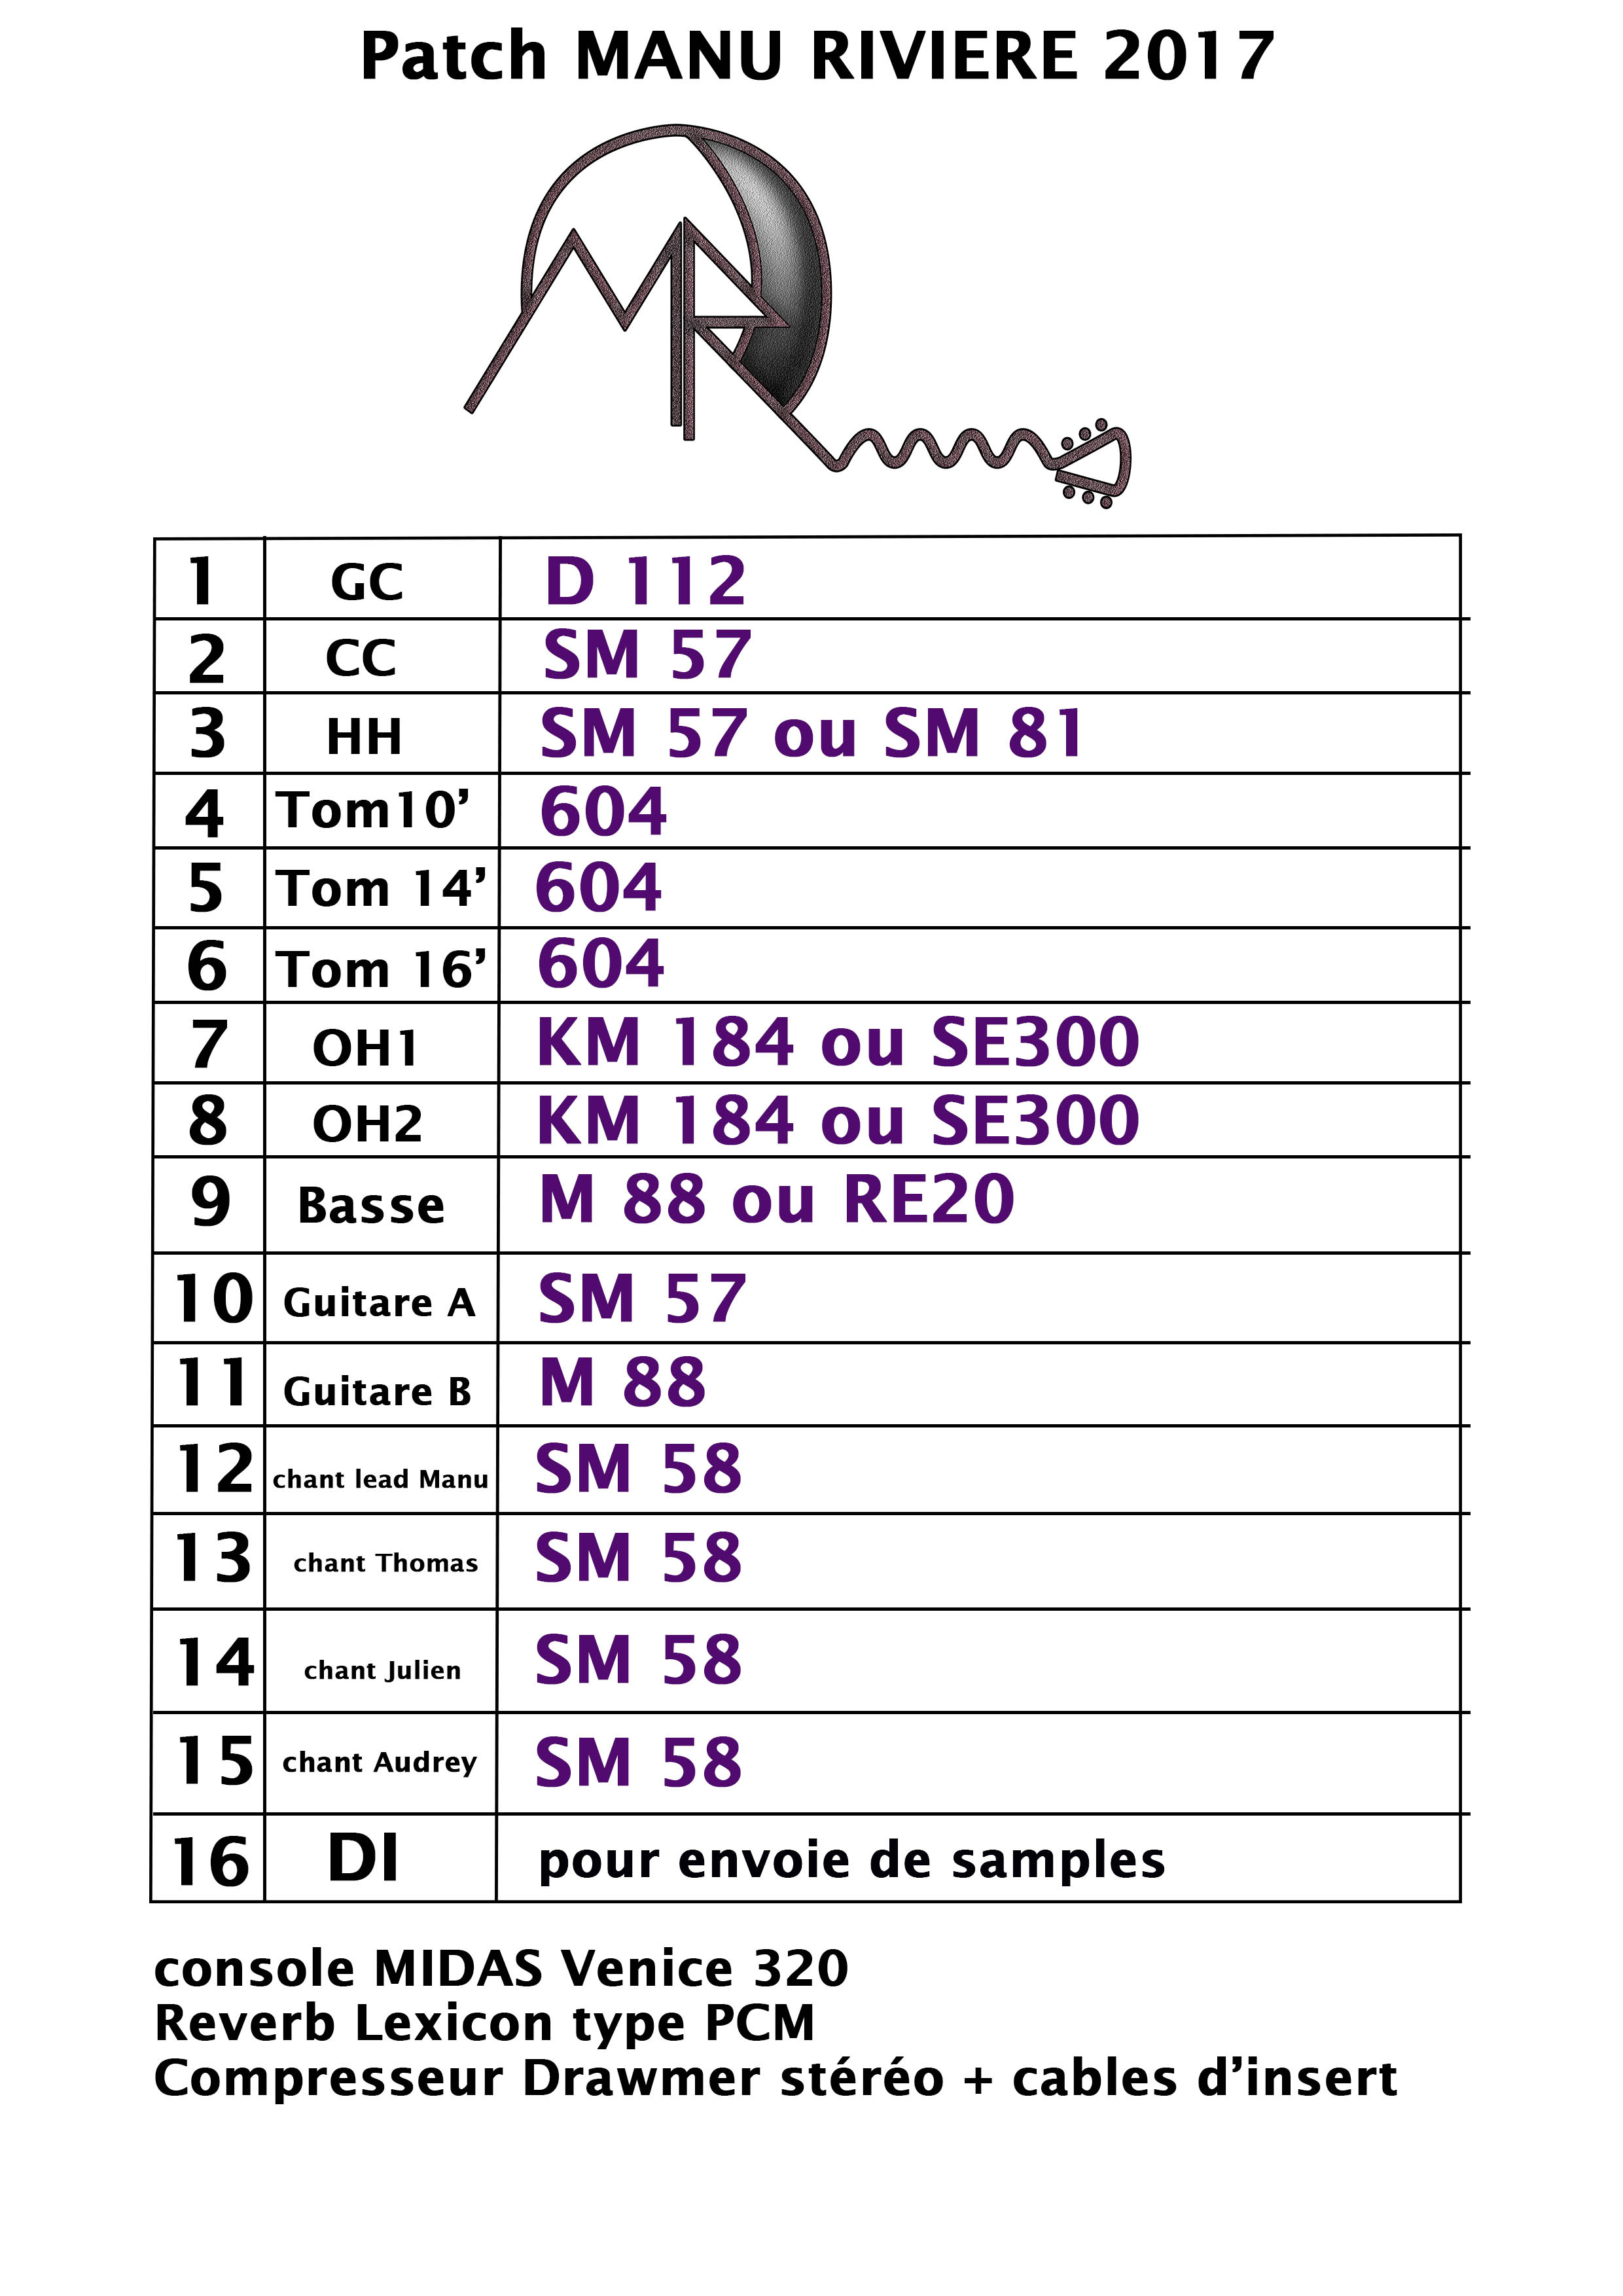 Patch MANU RIVIERE 2017
1 GC D 112
2 CC SM 57
3 HH SM 57 ou SM 81
4 Tom10’ 604
5 Tom 14’ 604
6 Tom 16’ 604
7 OH1 KM 184 ou SE300
8 OH2 KM 184 ou SE300
9 Basse M 88 ou RE20
10 Guitare A SM 57
11 Guitare B M 88
12 chant lead Manu SM 58
13 chant Thomas SM 58
14 chant Julien SM 58
15 chant Audrey SM 58
16 DI pour envoie de samples
console MIDAS Venice 320
Reverb Lexicon type PCM
Compresseur Drawmer stéréo + cables d’insert